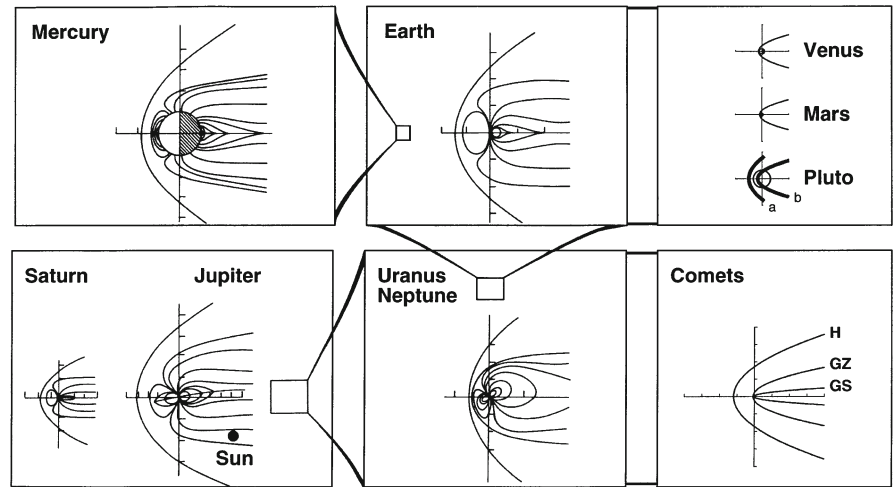 Mercury
Earth
Venus
Mars
Pluto
a
b
Saturn
Jupiter
Sun
Uranus
Neptune
Comets
H
GZ
GS